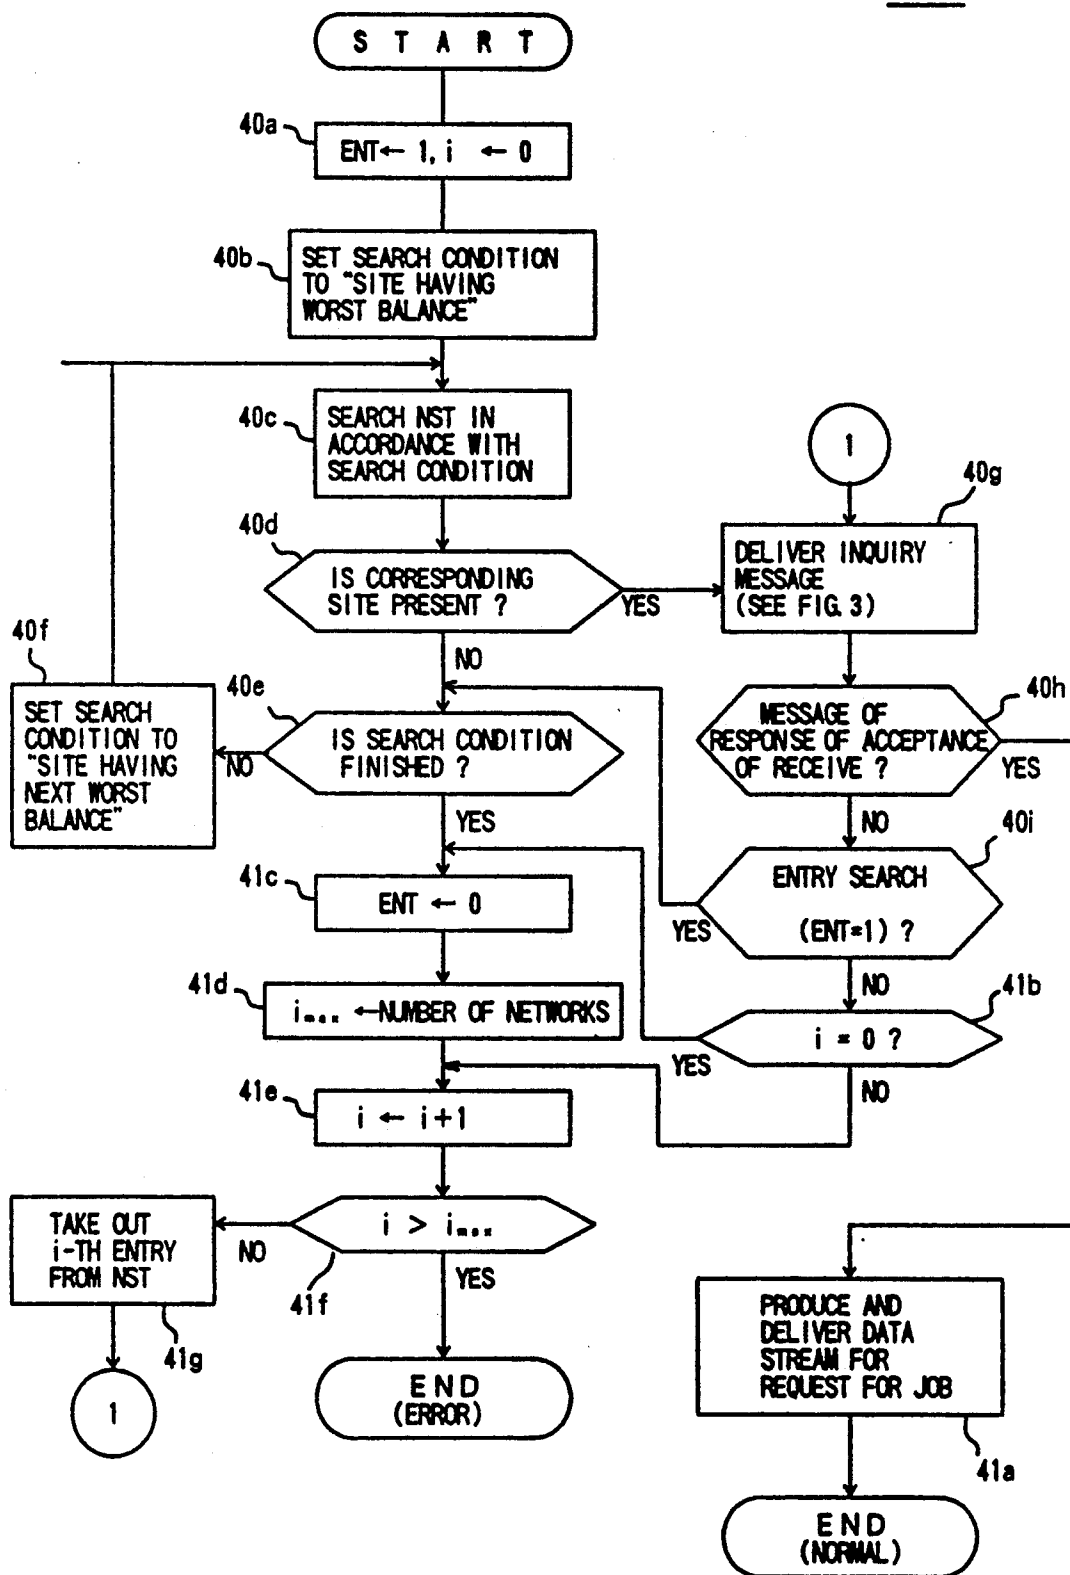 START
40a
ENT← 1, i ← 0
40b
SET SEARCH CONDITION
TO "SITE HAVING
WORST BALANCE"
40c
SEARCH NST IN
ACCORDANCE WITH
SEARCH CONDITION
1
40g
40d
IS CORRESPONDING
SITE PRESENT ?
YES
NO
DELIVER INQUIRY
MESSAGE
(SEE FIG. 3)
40f
SET SEARCH
CONDITION TO
"SITE HAVING
NEXT WORST
BALANCE"
40e
IS SEARCH CONDITION
FINISHED ?
NO
YES
40h
MESSAGE OF
RESPONSE OF ACCEPTANCE
OF RECEIVE ?
YES
NO
40i
ENTRY SEARCH
(ENT=1) ?
YES
NO
41c
ENT ← 0
41d
imax ←NUMBER OF NETWORKS
41b
i = 0 ?
YES
NO
41e
i ← i+1
41f
i > imax
NO
YES
TAKE OUT
i-TH ENTRY
FROM NST
41g
1
END
(ERROR)
PRODUCE AND
DELIVER DATA
STREAM FOR
REQUEST FOR JOB
41a
END
(NORMAL)